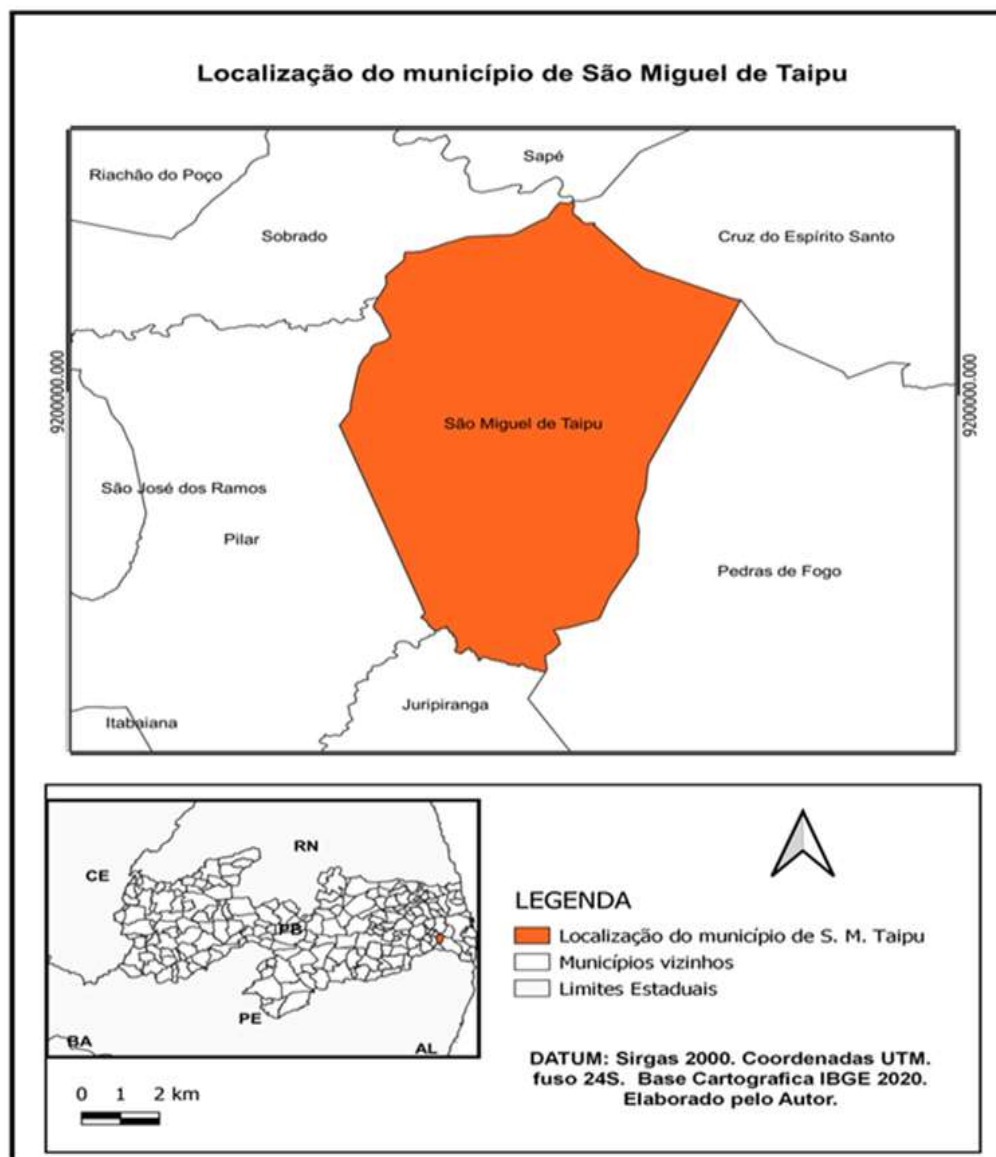 Localização do município de São Miguel de Taipu
Sapé
Riachão do Poço
Sobrado
Cruz do Espírito Santo
9200000.000
9200000.000
São Miguel de Taipu
São José dos Ramos
Pilar
Pedras de Fogo
Juripiranga
Itabaiana
RN
CE
PB
PE
BA
AL
LEGENDA
Localização do município de S. M. Taipu
Municípios vizinhos
Limites Estaduais
0 1 2 km
DATUM: Sirgas 2000. Coordenadas UTM.
fuso 24S. Base Cartografica IBGE 2020.
Elaborado pelo Autor.